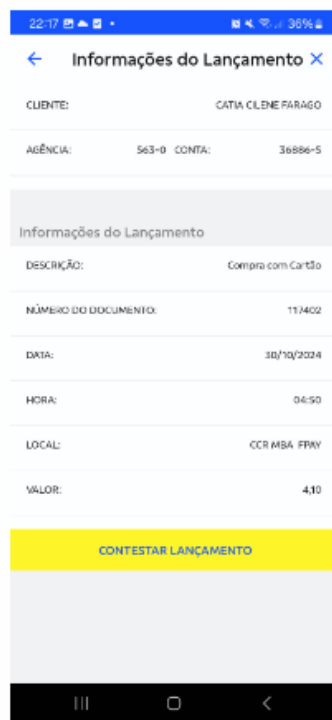 22:17 36%
Informações do Lançamento
CLIENTE: CATIA CILENE FARAGO
AGÊNCIA: 563-0 CONTA: 36886-5
Informações do Lançamento
DESCRIÇÃO: Compra com Cartão
NÚMERO DO DOCUMENTO: 117402
DATA: 30/10/2024
HORA: 04:50
LOCAL: CCR MBA FPAY
VALOR: 4,10
CONTESTAR LANÇAMENTO